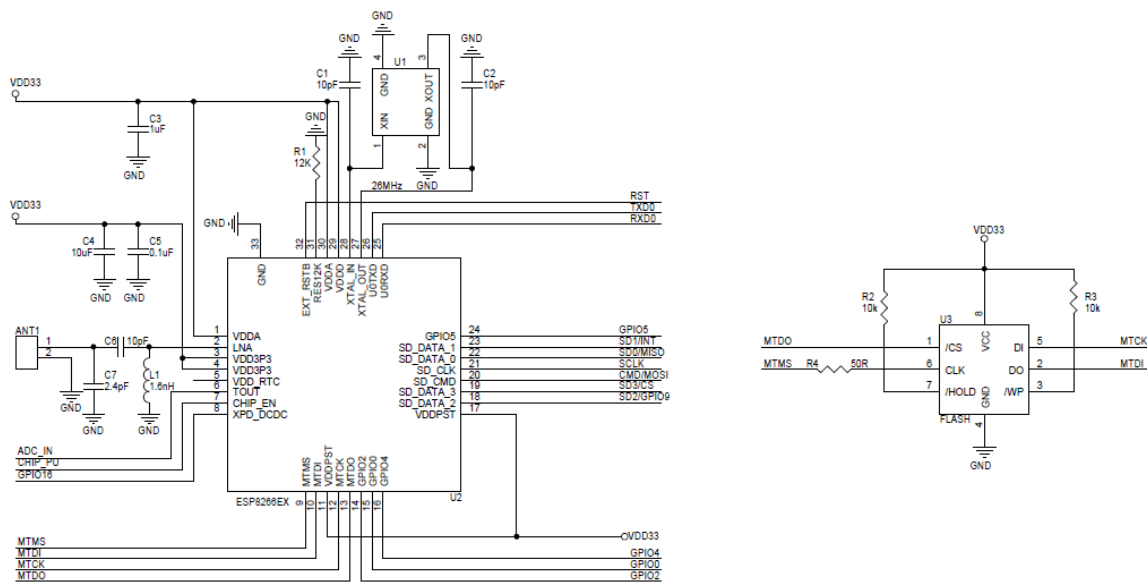 GND
GND
GND
U1
4
3
C1
10pF
C2
10pF
GND
XOUT
XIN
GND
1
2
GND
VDD33
C3
1uF
GND
GND
R1
12K
26MHz
RST
TXD0
RXD0
VDD33
C4
10uF
C5
0.1uF
GND
GND
GND
33
32
31
30
29
28
27
26
25
GND
EXT_RSTB
RES12K
VDDA
VDDD
XTAL_IN
XTAL_OUT
U0TXD
U0RXD
ANT1
1
2
C6
10pF
C7
2.4pF
L1
1.6nH
GND
GND
GND
1
VDDA
2
LNA
3
VDD3P3
4
VDD3P3
5
VDD_RTC
6
TOUT
7
CHIP_EN
8
XPD_DCDC
GPIO5
24
GPIO5
SD_DATA_1
23
SD1/INT
SD_DATA_0
22
SD0/MISO
SD_CLK
21
SCLK
SD_CMD
20
CMD/MOSI
SD_DATA_3
19
SD3/CS
SD_DATA_2
18
SD2/GPIO9
VDDPST
17
ADC_IN
CHIP_PU
GPIO16
MTMS
MTDI
VDDPST
MTCK
MTDO
GPIO2
GPIO0
GPIO4
ESP8266EX
U2
9
10
11
12
13
14
15
16
MTMS
MTDI
MTCK
MTDO
VDD33
GPIO4
GPIO0
GPIO2
VDD33
R2
10k
R3
10k
U3
8
VCC
MTDO
1
/CS
DI
5
MTCK
MTMS
R4
50R
6
CLK
DO
2
MTDI
7
/HOLD
GND
/WP
3
FLASH
4
GND